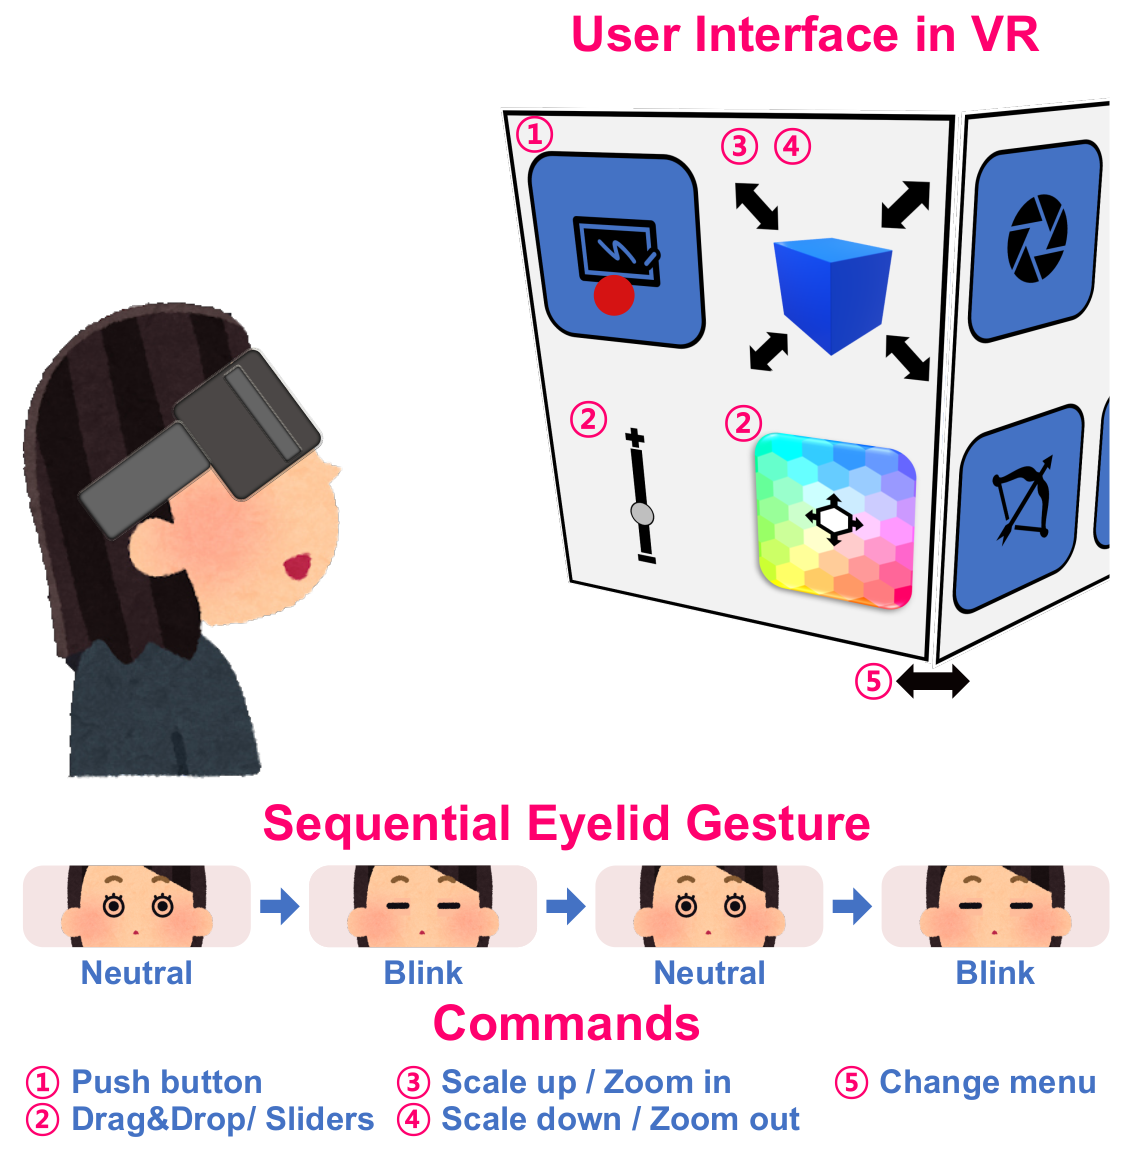 User Interface in VR
① ③ ④
② ②
⑤
Sequential Eyelid Gesture
Neutral Blink Neutral Blink
Commands
① Push button ③ Scale up / Zoom in ⑤ Change menu
② Drag&Drop/ Sliders ④ Scale down / Zoom out